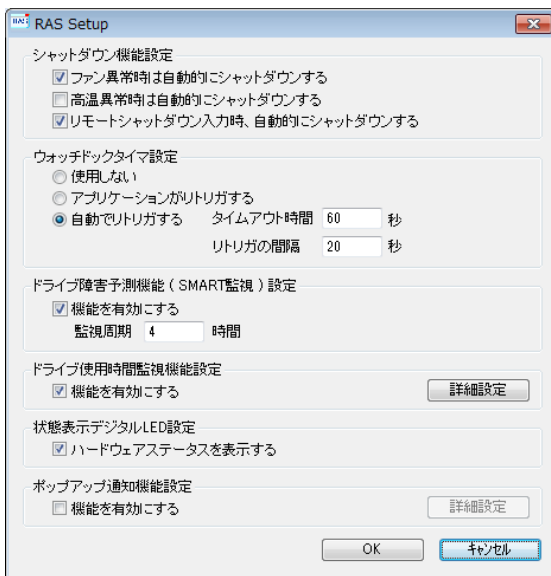 RAS RAS Setup
シャットダウン機能設定
ファン異常時は自動的にシャットダウンする
高温異常時は自動的にシャットダウンする
リモートシャットダウン入力時、自動的にシャットダウンする
ウォッチドックタイマ設定
使用しない
アプリケーションがリトリガする
自動でリトリガする タイムアウト時間 60 秒
リトリガの間隔 20 秒
ドライブ障害予測機能 ( SMART監視 ) 設定
機能を有効にする
監視周期 4 時間
ドライブ使用時間監視機能設定
機能を有効にする 詳細設定
状態表示デジタルLED設定
ハードウェアステータスを表示する
ポップアップ通知機能設定
機能を有効にする 詳細設定
OK キャンセル